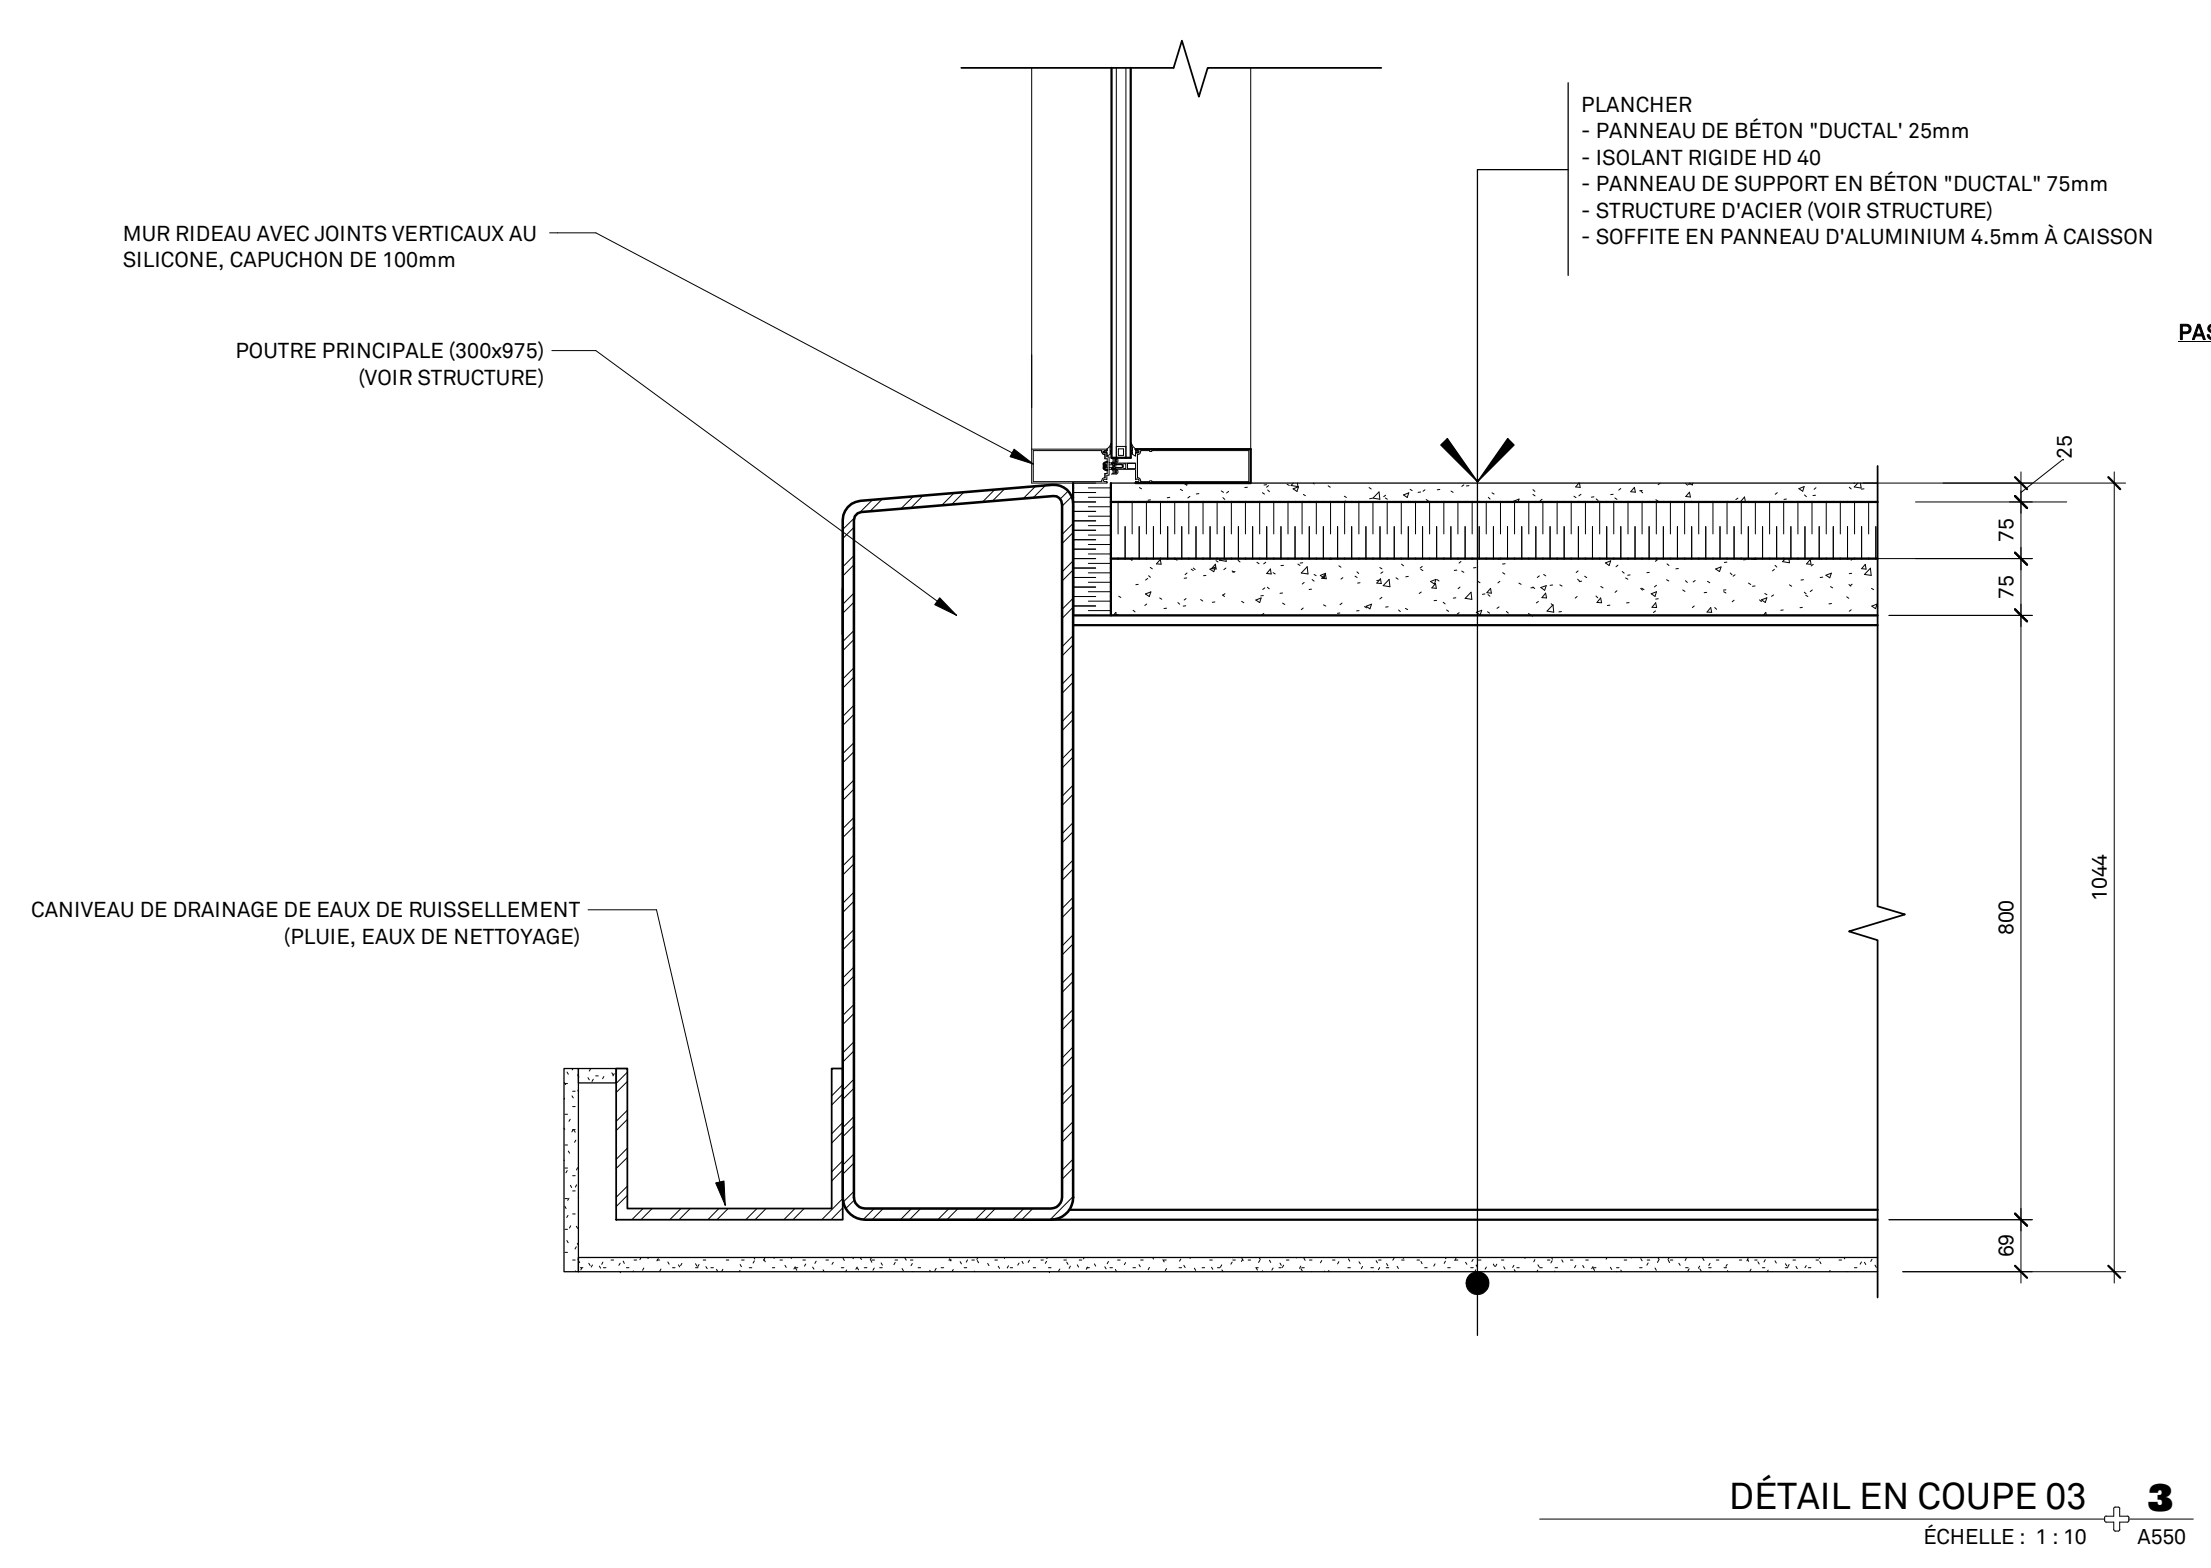 PLANCHER
- PANNEAU DE BÉTON "DUCTAL' 25mm
- ISOLANT RIGIDE HD 40
- PANNEAU DE SUPPORT EN BÉTON "DUCTAL" 75mm
- STRUCTURE D'ACIER (VOIR STRUCTURE)
- SOFFITE EN PANNEAU D'ALUMINIUM 4.5mm À CAISSON
MUR RIDEAU AVEC JOINTS VERTICAUX AU
SILICONE, CAPUCHON DE 100mm
POUTRE PRINCIPALE (300x975)
(VOIR STRUCTURE)
PAS
25
75
75
1044
800
CANIVEAU DE DRAINAGE DE EAUX DE RUISSELLEMENT
(PLUIE, EAUX DE NETTOYAGE)
69
DÉTAIL EN COUPE 03
3
ÉCHELLE : 1 : 10
A550